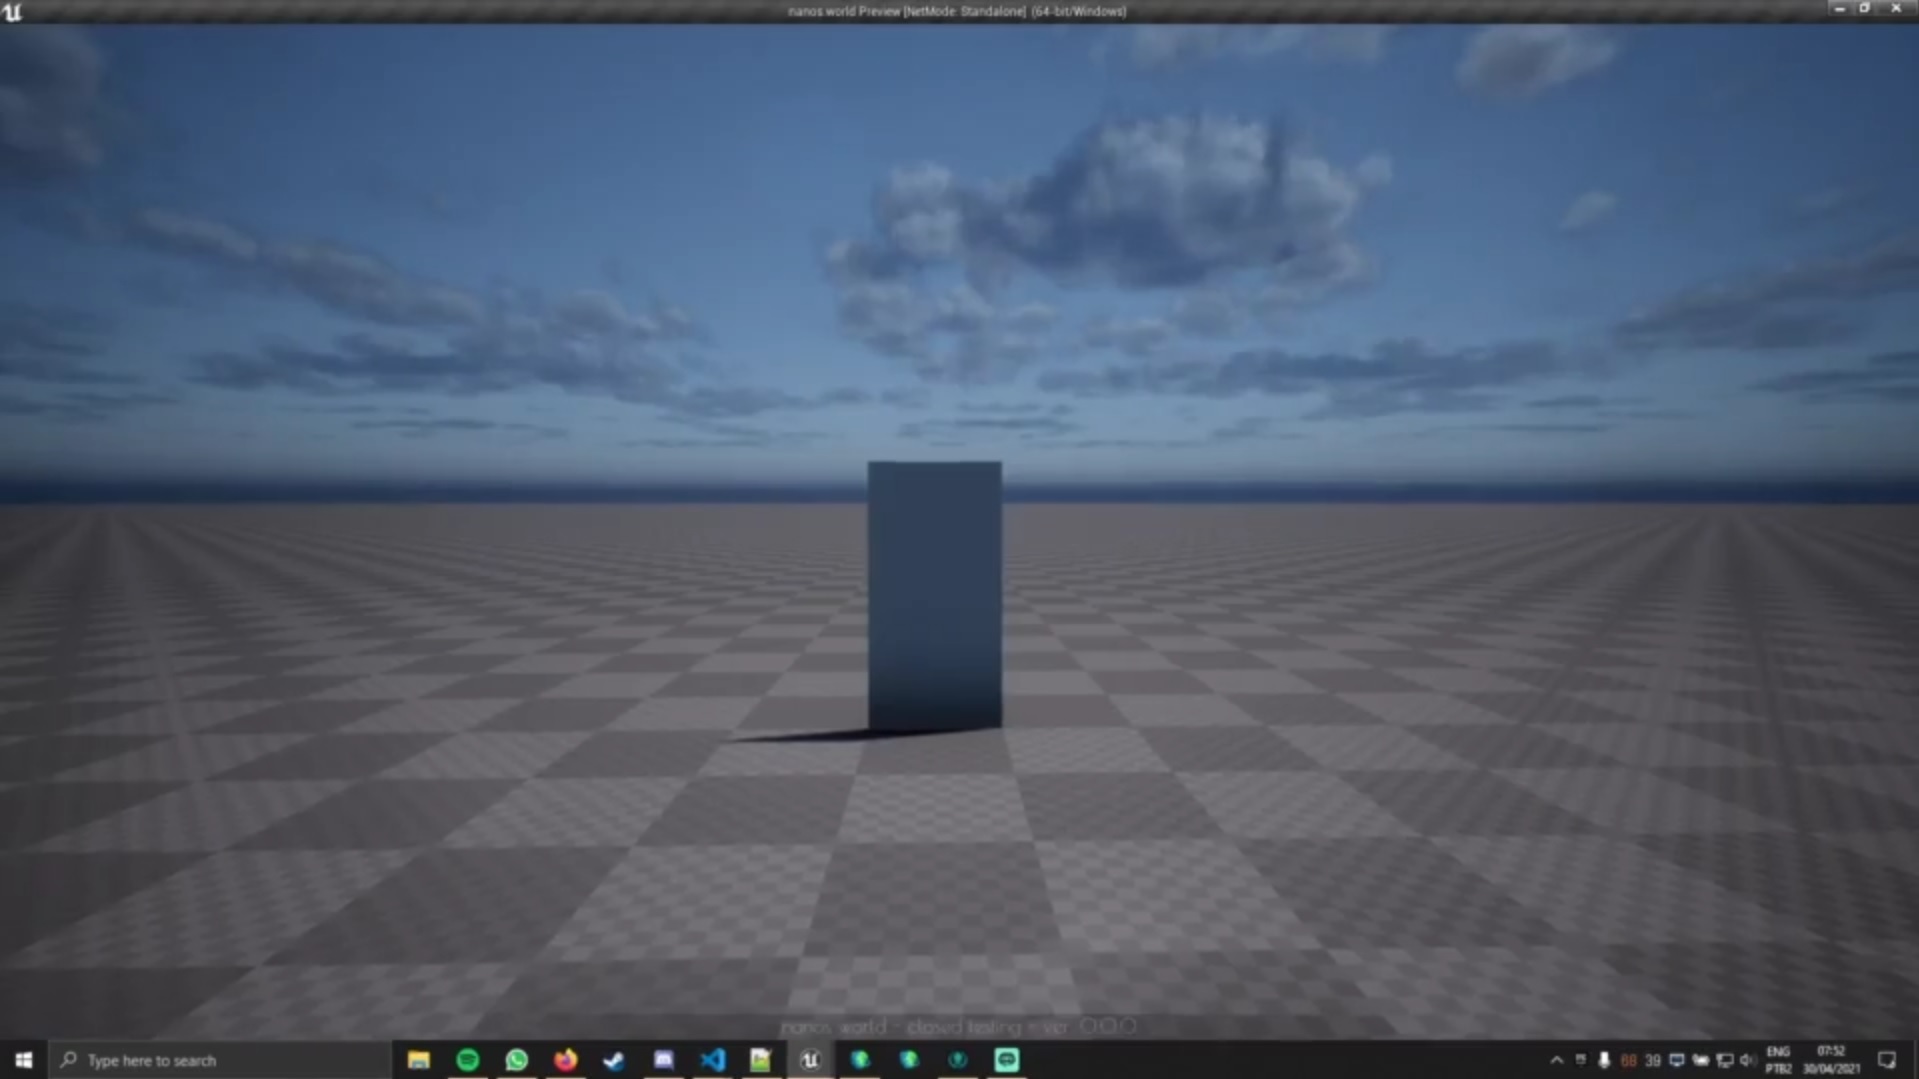 nanos world Preview [NetMode: Standalone] (64-bit/Windows)
nanos world - closed testing - ver. 0.0.0
Type here to search
68 39
ENG
PTB2
07:52
30/04/2021